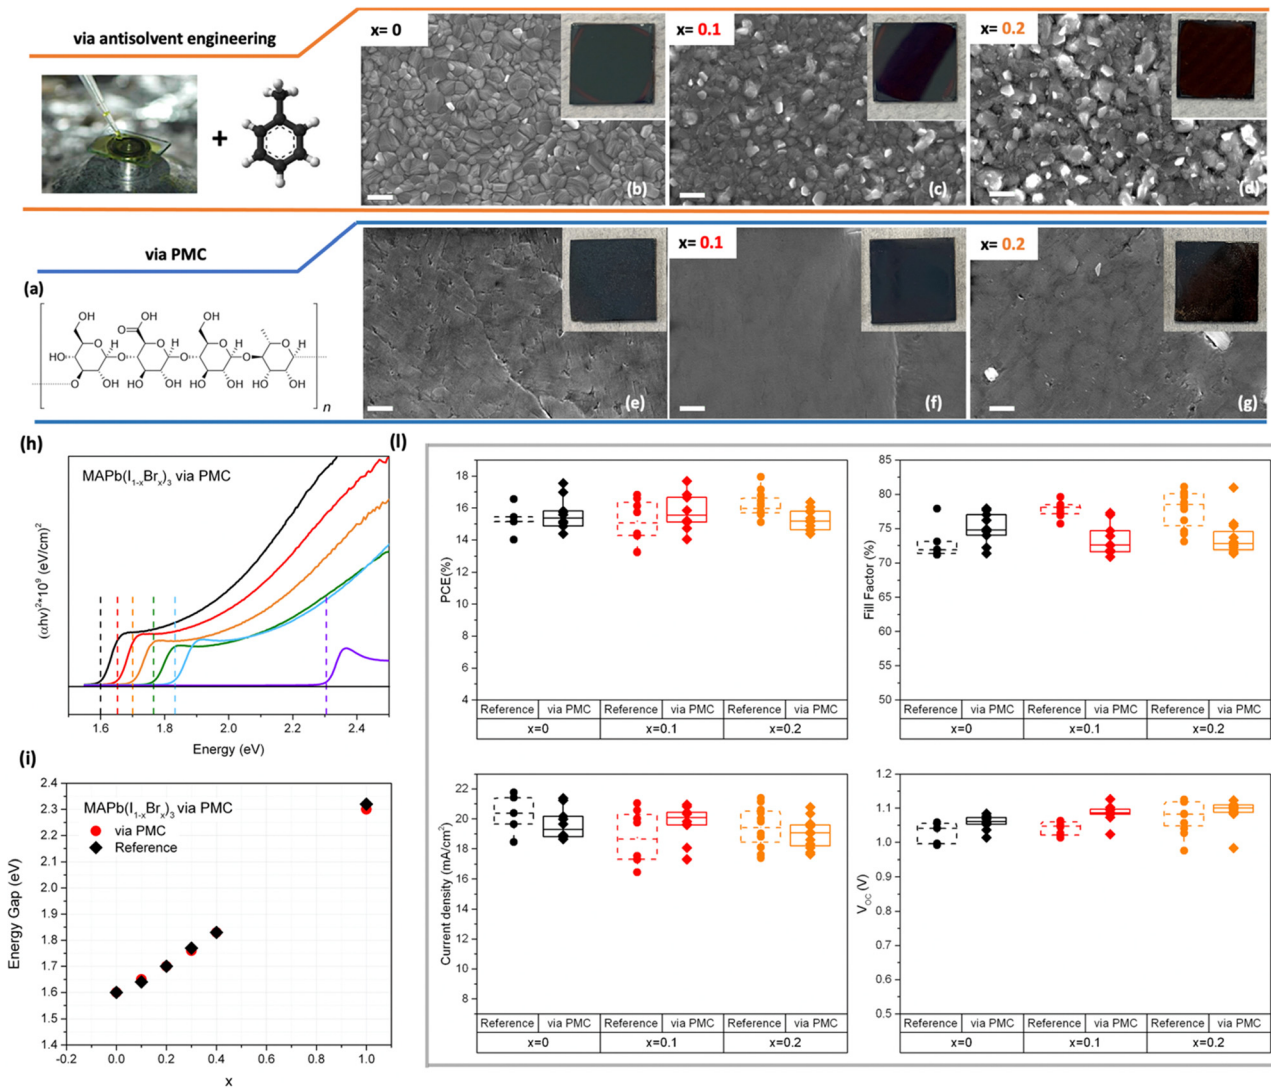 via antisolvent engineering
x= 0
x= 0.1
x= 0.2
+
(b)
(c)
(d)
via PMC
x= 0.1
x= 0.2
(a)
OH
OH
OH
O
H
H
H
H
HO
O
O
O
O
O
O
O
O
OH
OH
OH
OH
HO
HO
HO
OH
n
(e)
(f)
(g)
(h)
MAPb(I1-xBrx)3 via PMC
(αhν)²*10⁹ (eV/cm)²
1.6
1.8
2.0
2.2
2.4
Energy (eV)
(i)
MAPb(I1-xBrx)3 via PMC
via PMC
Reference
Energy Gap (eV)
2.4
2.3
2.2
2.1
2.0
1.9
1.8
1.7
1.6
1.5
1.4
-0.2
0.0
0.2
0.4
0.6
0.8
1.0
x
(l)
PCE(%)
18
16
14
12
10
8
6
4
Reference
via PMC
Reference
via PMC
Reference
via PMC
x=0
x=0.1
x=0.2
Fill Factor (%)
85
80
75
70
65
60
55
50
Reference
via PMC
Reference
via PMC
Reference
via PMC
x=0
x=0.1
x=0.2
Current density (mA/cm²)
22
20
18
16
14
12
10
8
Reference
via PMC
Reference
via PMC
Reference
via PMC
x=0
x=0.1
x=0.2
VOC (V)
1.2
1.1
1.0
0.9
0.8
0.7
0.6
0.5
Reference
via PMC
Reference
via PMC
Reference
via PMC
x=0
x=0.1
x=0.2